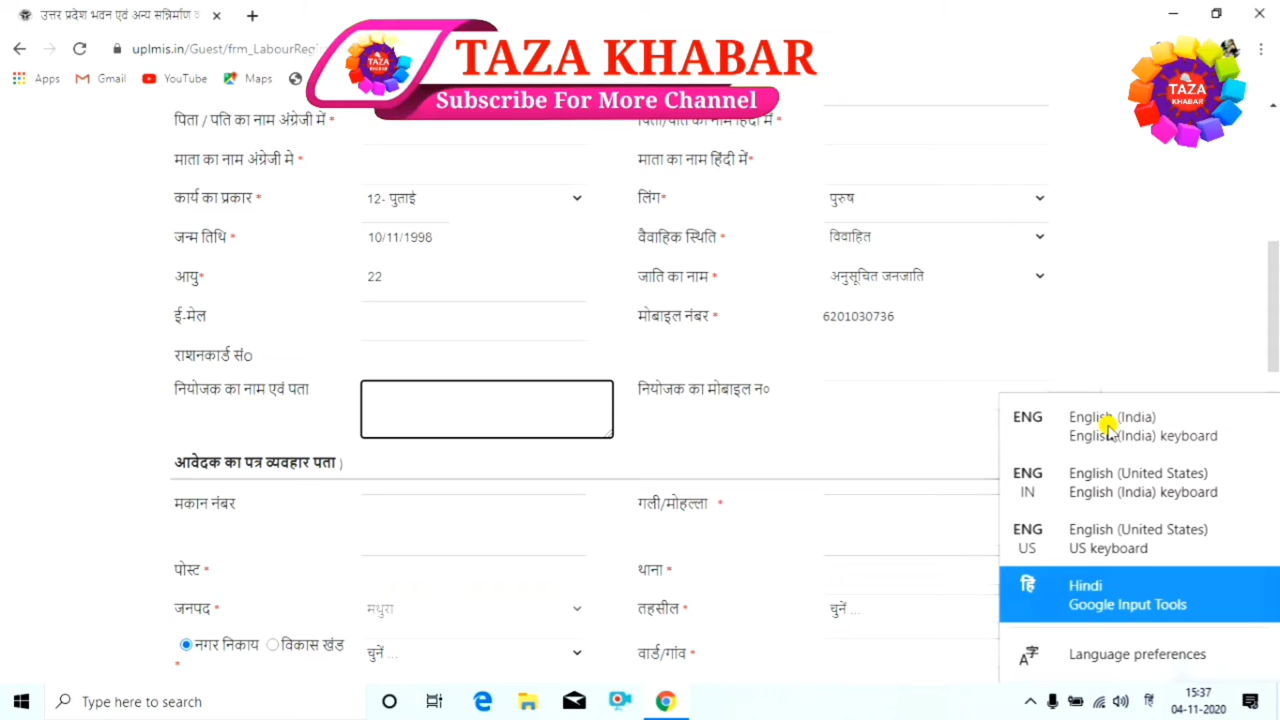 उत्तर प्रदेश भवन एवं अन्य सन्निर्माण
uplmis.in/Guest/frm_LabourReg
Apps Gmail YouTube Maps
TAZA KHABAR
Subscribe For More Channel
TAZA
KHABAR
TAZA
KHABAR
पिता / पति का नाम अंग्रेजी में * पिता/पति का नाम हिंदी में *
माता का नाम अंग्रेजी मे * माता का नाम हिंदी में*
कार्य का प्रकार * 12- पुताई लिंग* पुरुष
जन्म तिथि * 10/11/1998 वैवाहिक स्थिति * विवाहित
आयु* 22 जाति का नाम * अनुसूचित जनजाति
ई-मेल मोबाइल नंबर * 6201030736
राशनकार्ड सं०
नियोजक का नाम एवं पता नियोजक का मोबाइल न०
आवेदक का पत्र व्यवहार पता )
मकान नंबर गली/मोहल्ला *
पोस्ट * थाना *
जनपद * मथुरा तहसील * चुनें ...
नगर निकाय विकास खंड * चुनें ... वार्ड/गांव *
ENG English (India)
English (India) keyboard
ENG English (United States)
IN English (India) keyboard
ENG English (United States)
US US keyboard
हि Hindi
Google Input Tools
Language preferences
Type here to search
हि
15:37
04-11-2020